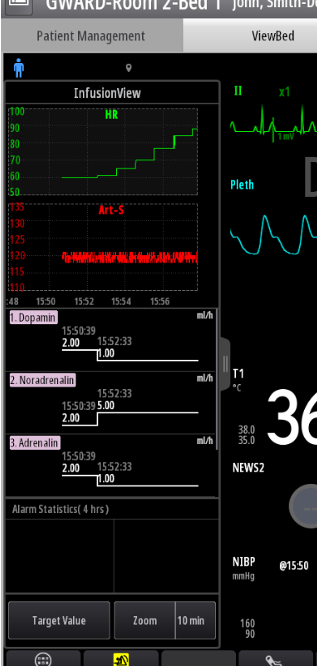 GWARD-Room 2-Bed 1 John, Smith-De
Patient Management ViewBed
InfusionView
HR
100
90
80
70
60
50
Art-S
135
130
125
120
115
110
:48 15:50 15:52 15:54 15:56
1. Dopamin ml/h
15:50:39
2.00 15:52:33
1.00
2. Noradrenalin ml/h
15:52:33
15:50:39 5.00
2.00
3. Adrenalin ml/h
15:50:39
2.00 15:52:33
1.00
Alarm Statistics( 4 hrs )
Target Value Zoom 10 min
II x1
1mV
Pleth
T1
°C
38.0
35.0
36
NEWS2
NIBP @15:50
mmHg
160
90